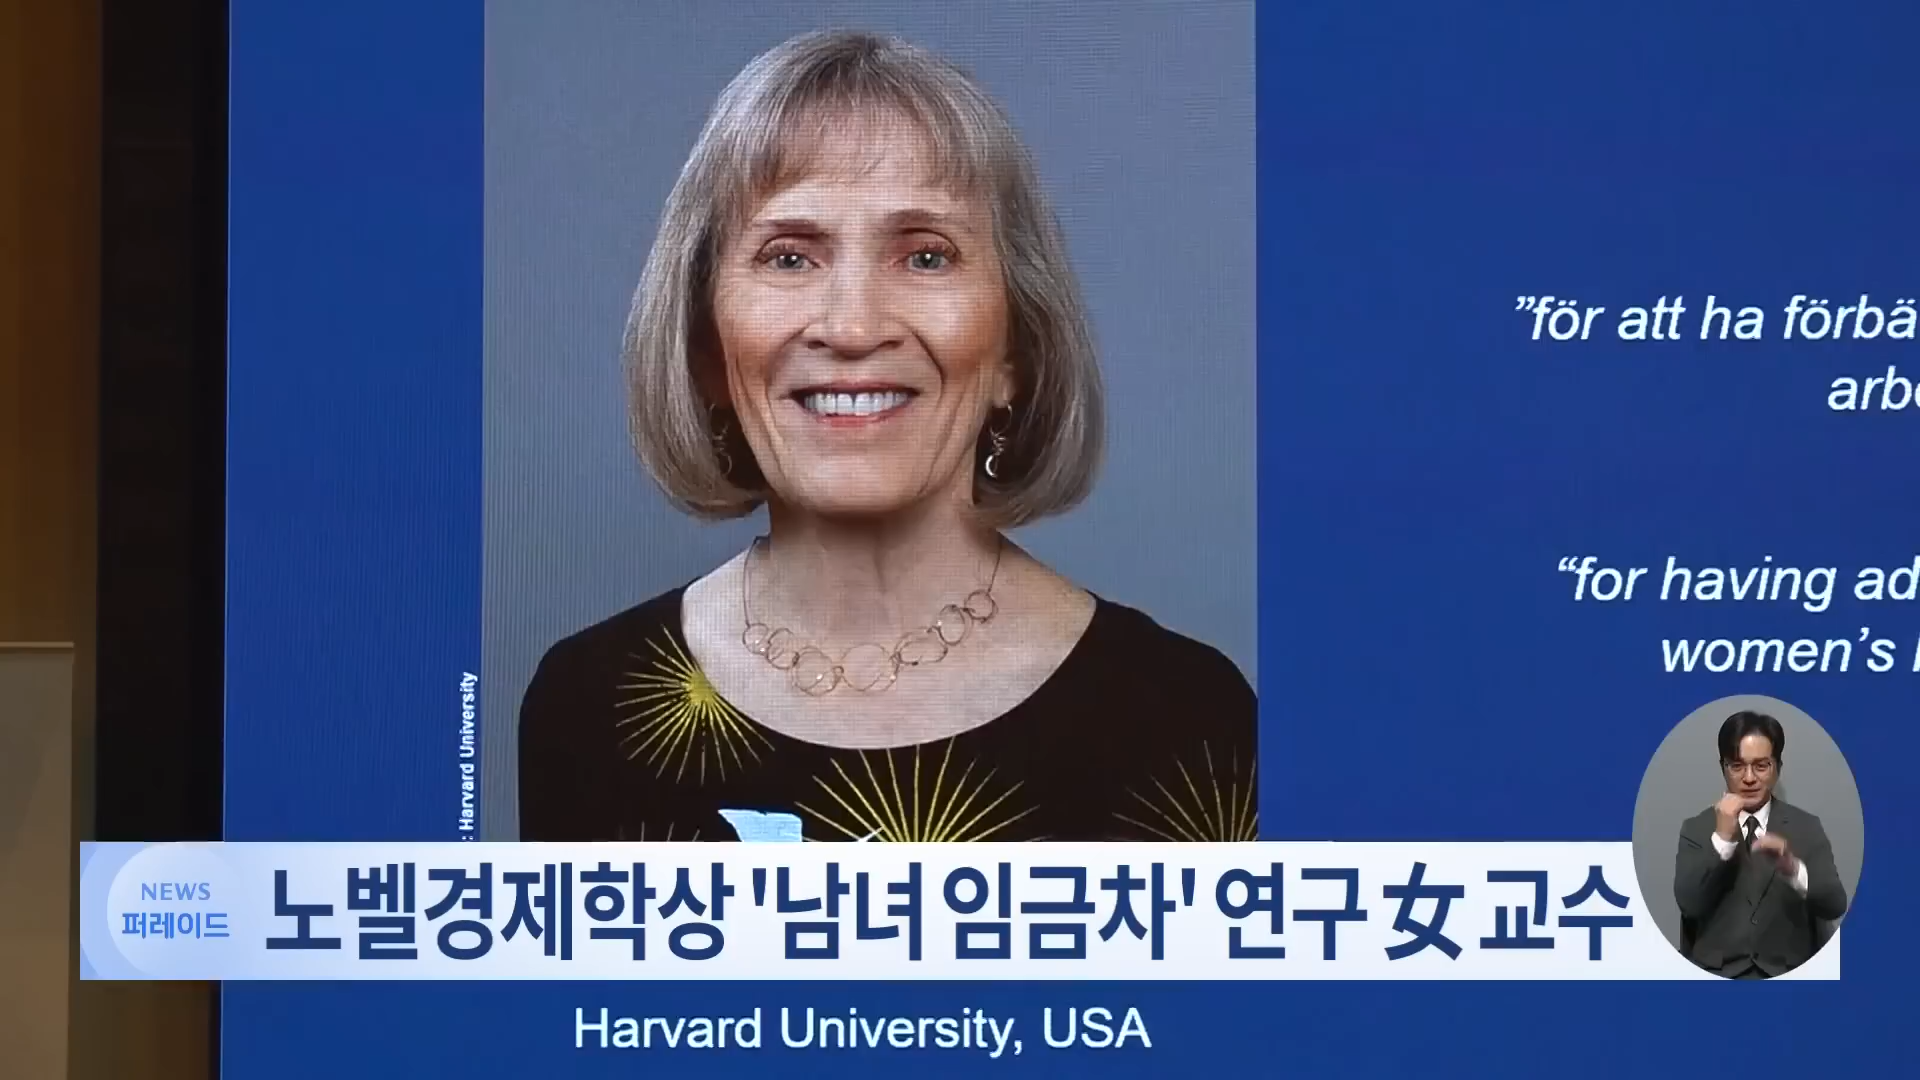 ”för att ha förbä
arb
“for having ad
women’s
: Harvard University
NEWS
퍼레이드
노벨경제학상 '남녀 임금차' 연구 女 교수
Harvard University, USA